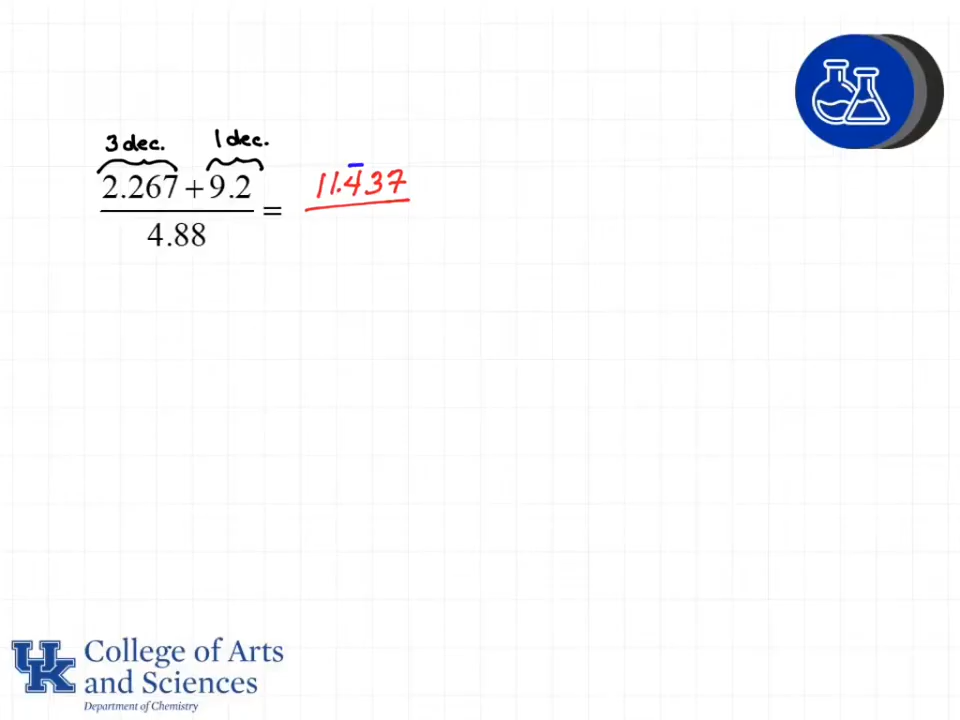 3 dec. 1 dec.
2.267 + 9.2
4.88
=
11.437
UK
College of Arts
and Sciences
Department of Chemistry